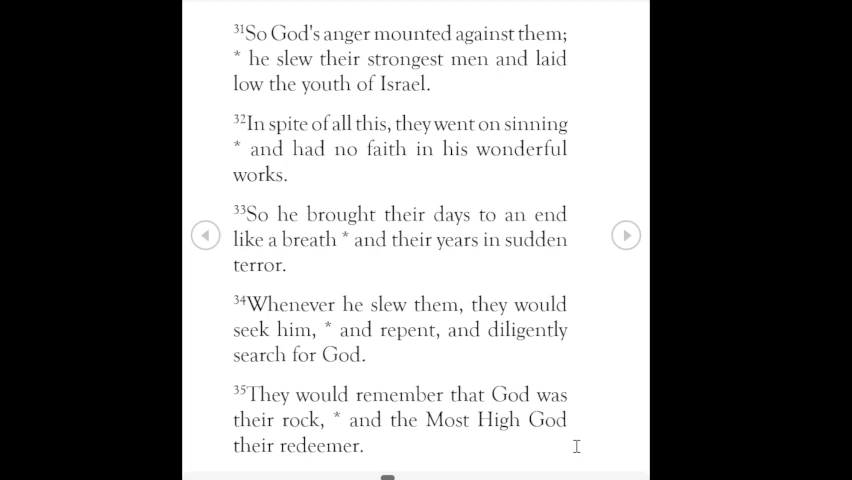 ³¹So God's anger mounted against them;
* he slew their strongest men and laid
low the youth of Israel.
³²In spite of all this, they went on sinning
* and had no faith in his wonderful
works.
³³So he brought their days to an end
like a breath * and their years in sudden
terror.
³⁴Whenever he slew them, they would
seek him, * and repent, and diligently
search for God.
³⁵They would remember that God was
their rock, * and the Most High God
their redeemer.